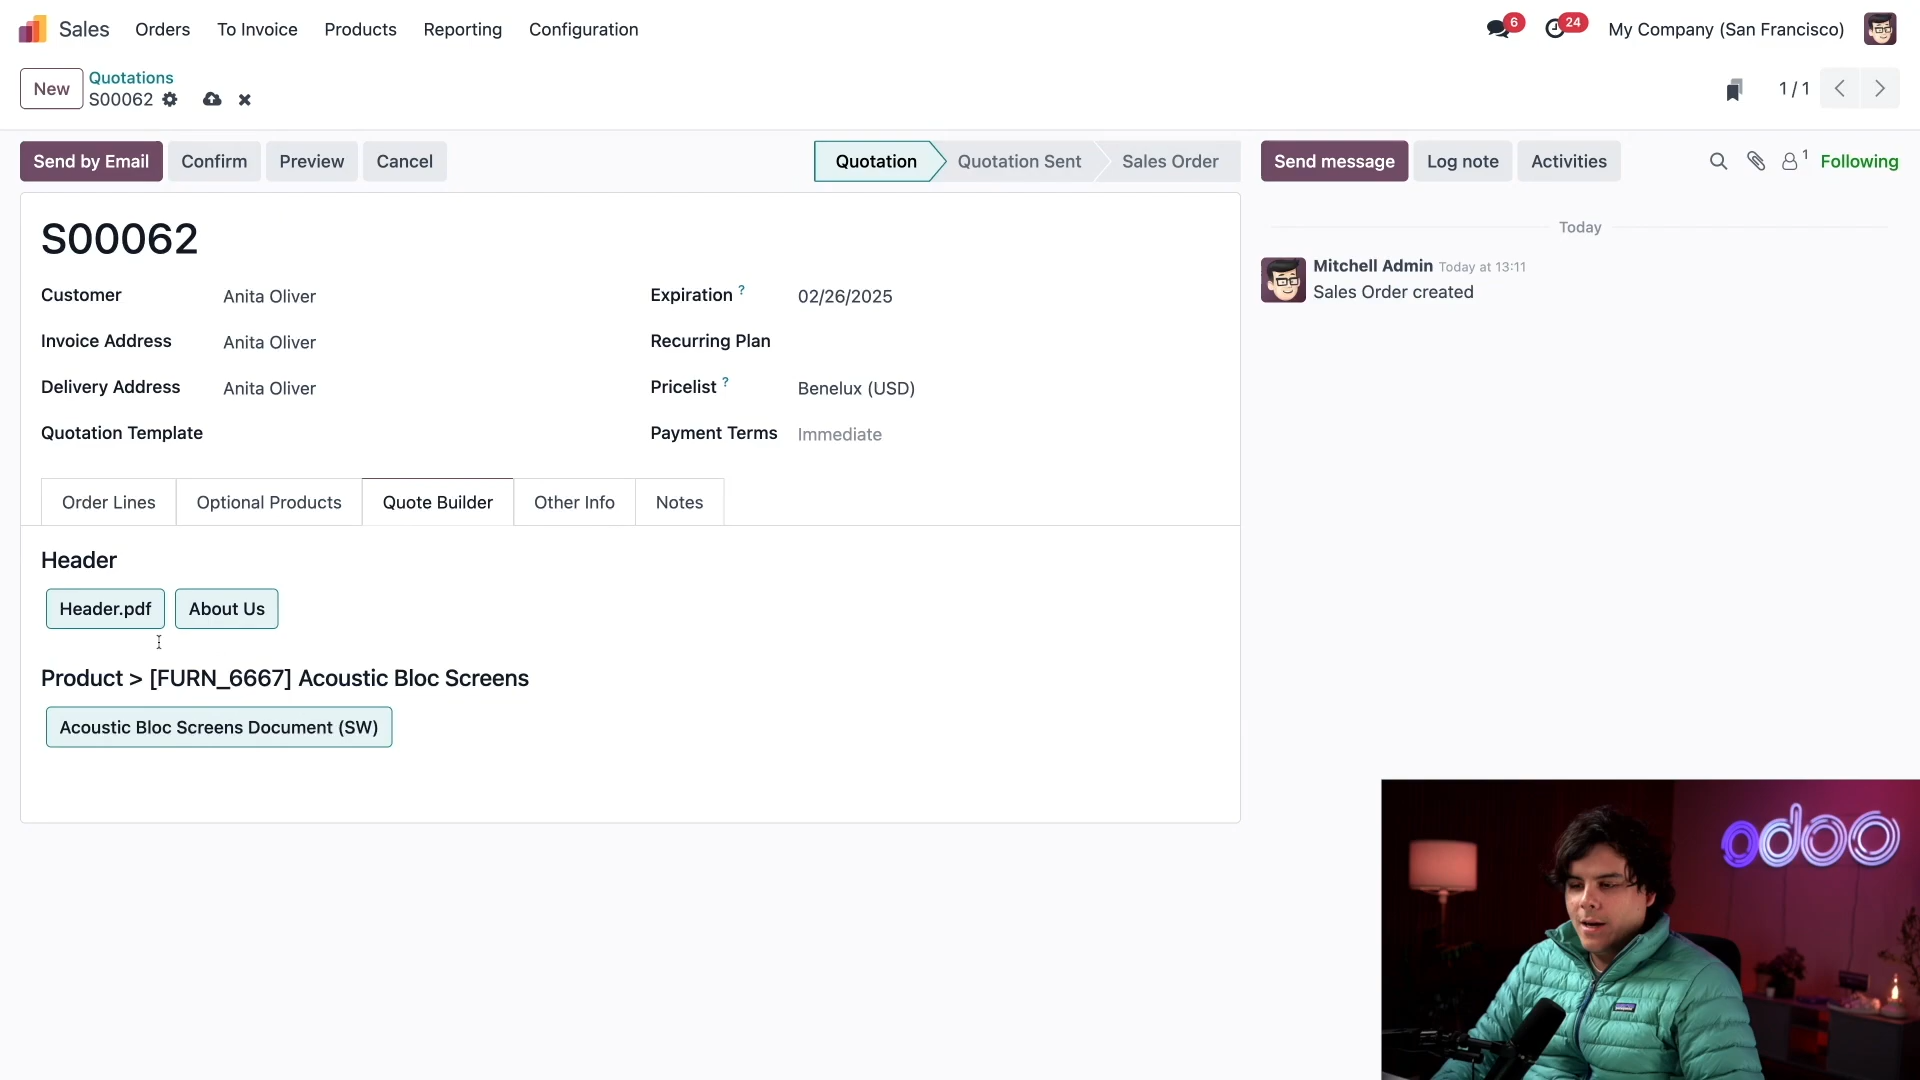 Sales Orders To Invoice Products Reporting Configuration 6 24 My Company (San Francisco)
New Quotations 1 / 1
S00062
Send by Email Confirm Preview Cancel Quotation Quotation Sent Sales Order Send message Log note Activities 1 Following
S00062
Today
Mitchell Admin Today at 13:11
Sales Order created
Customer Anita Oliver Expiration ? 02/26/2025
Invoice Address Anita Oliver Recurring Plan
Delivery Address Anita Oliver Pricelist ? Benelux (USD)
Quotation Template Payment Terms Immediate
Order Lines Optional Products Quote Builder Other Info Notes
Header
Header.pdf About Us
Product > [FURN_6667] Acoustic Bloc Screens
Acoustic Bloc Screens Document (SW)
odoo